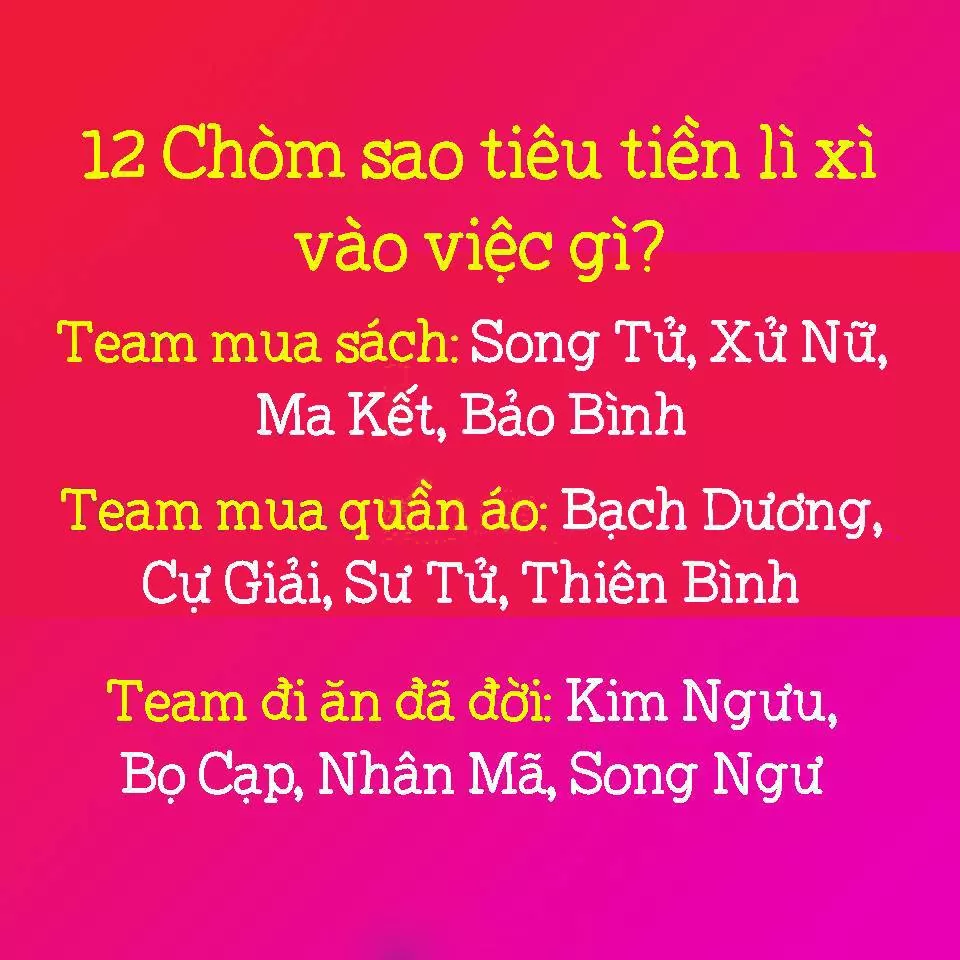 12 Chòm sao tiêu tiền lì xì
vào việc gì?
Team mua sách: Song Tử, Xử Nữ,
Ma Kết, Bảo Bình
Team mua quần áo: Bạch Dương,
Cự Giải, Sư Tử, Thiên Bình
Team đi ăn đã đời: Kim Ngưu,
Bọ Cạp, Nhân Mã, Song Ngư